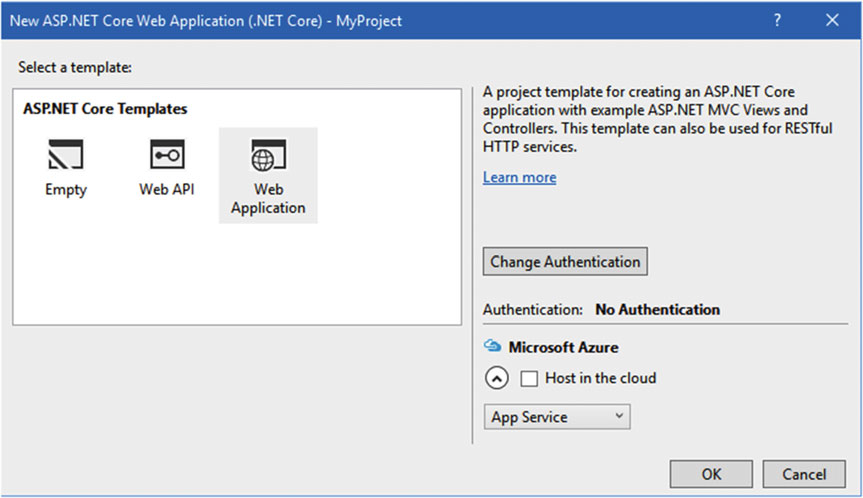 New ASP.NET Core Web Application (.NET Core) - MyProject
?
Select a template:
ASP.NET Core Templates
Empty
Web API
Web
Application
A project template for creating an ASP.NET Core
application with example ASP.NET MVC Views and
Controllers. This template can also be used for RESTful
HTTP services.
Learn more
Change Authentication
Authentication: No Authentication
Microsoft Azure
Host in the cloud
App Service
OK
Cancel